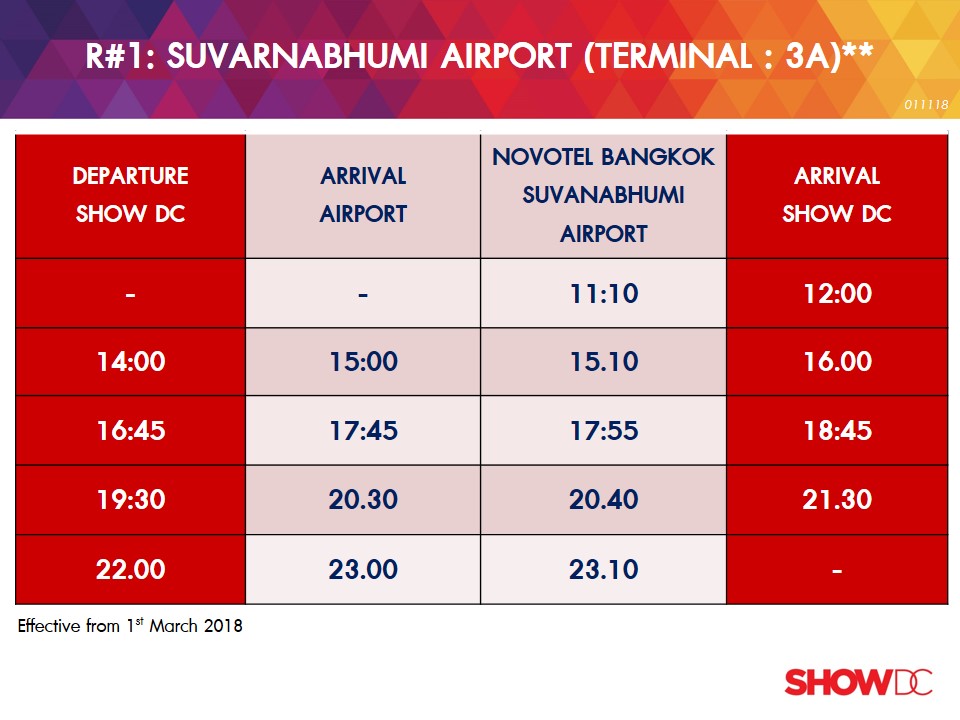 R#1: SUVARNABHUMI AIRPORT (TERMINAL : 3A)**
011118
DEPARTURE
SHOW DC
ARRIVAL
AIRPORT
NOVOTEL BANGKOK
SUVANABHUMI
AIRPORT
ARRIVAL
SHOW DC
- - 11:10 12:00
14:00 15:00 15.10 16.00
16:45 17:45 17:55 18:45
19:30 20.30 20.40 21.30
22.00 23.00 23.10 -
Effective from 1st March 2018
SHOWDC